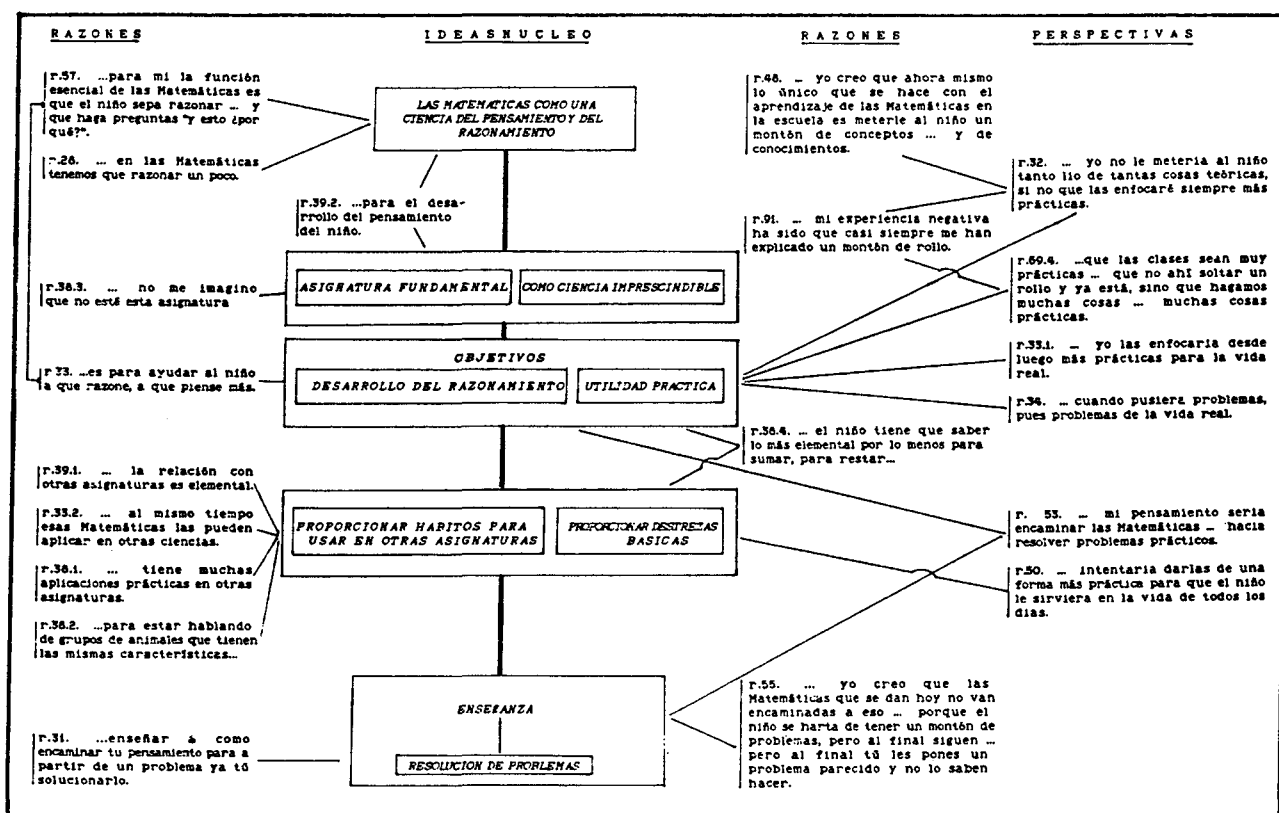 RAZONES
IDEAS NUCLEO
RAZONES
PERSPECTIVAS
r.57. ...para mi la función
esencial de las Matemáticas es
que el niño sepa razonar ... y
que haga preguntas "y esto ¿por
qué?".
r.28. ... en las Matemáticas
tenemos que razonar un poco.
r.39.2. ...para el desa-
rrollo del pensamiento
del niño.
r.38.3. ... no me imagino
que no esté esta asignatura
r 33. ...es para ayudar al niño
a que razone, a que piense más.
r.39.1. ... la relación con
otras asignaturas es elemental.
r.35.2. ... al mismo tiempo
esas Matemáticas las pueden
aplicar en otras ciencias.
r.38.1. ... tiene muchas
aplicaciones prácticas en otras
asignaturas.
r.38.2. ...para estar hablando
de grupos de animales que tienen
las mismas características...
r.31. ...enseñar a como
encaminar tu pensamiento para a
partir de un problema ya tú
solucionarlo.
LAS MATEMATICAS COMO UNA
CIENCIA DEL PENSAMIENTO Y DEL
RAZONAMIENTO
ASIGNATURA FUNDAMENTAL
COMO CIENCIA IMPRESCINDIBLE
OBJETIVOS
DESARROLLO DEL RAZONAMIENTO
UTILIDAD PRACTICA
PROPORCIONAR HABITOS PARA
USAR EN OTRAS ASIGNATURAS
PROPORCIONAR DESTREZAS
BASICAS
ENSEÑANZA
RESOLUCION DE PROBLEMAS
r.48. ... yo creo que ahora mismo
lo único que se hace con el
aprendizaje de las Matemáticas en
la escuela es meterle al niño un
montón de conceptos ... y de
conocimientos.
r.91. ... mi experiencia negativa
ha sido que casi siempre me han
explicado un montón de rollo.
r.38.4. ... el niño tiene que saber
lo más elemental por lo menos para
sumar, para restar...
r.55. ... yo creo que las
Matemáticas que se dan hoy no van
encaminadas a eso ... porque el
niño se harta de tener un montón de
problemas, pero al final siguen ...
pero al final tú les pones un
problema parecido y no lo saben
hacer.
r.32. ... yo no le metería al niño
tanto lio de tantas cosas teóricas,
si no que las enfocaré siempre más
prácticas.
r.69.4. ...que las clases sean muy
prácticas ... que no ahí soltar un
rollo y ya está, sino que hagamos
muchas cosas ... muchas cosas
prácticas.
r.35.1. ... yo las enfocaría desde
luego más prácticas para la vida
real.
r.34. ... cuando pusiera problemas,
pues problemas de la vida real.
r. 53. ... mi pensamiento sería
encaminar las Matemáticas ... hacia
resolver problemas prácticos.
r.50. ... intentaría darlas de una
forma más práctica para que el niño
le sirviera en la vida de todos los
días.